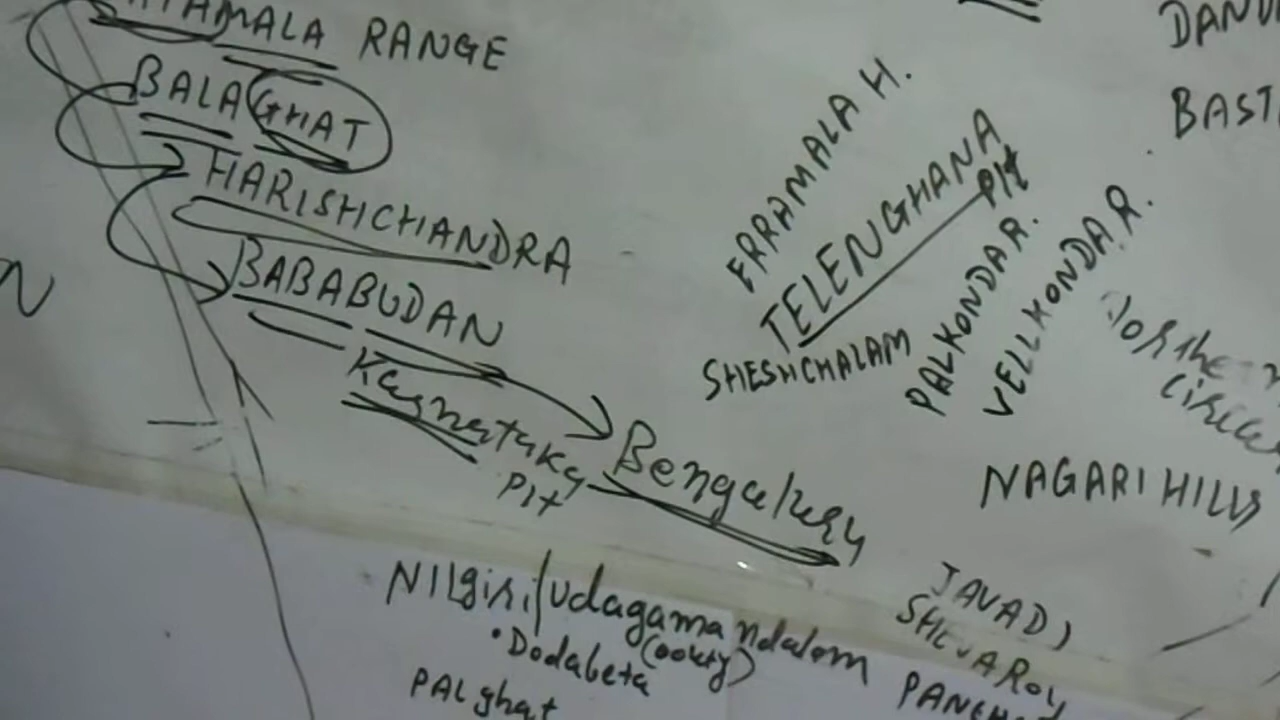 RANGE
BALAGHAT
HARISHCHANDRA
BABABUDAN
Karnataka
Plt
Bengaluru
Nilgiri/Udagamandalam
(ooty)
• Dodabeta
PALghat
ERRAMALA H.
TELENGHANA
Plt
SHESHCHALAM
PALKONDA R.
VELLKONDA R.
BAST
NAGARI HILLS
JAVADI
SHEVAROY
N